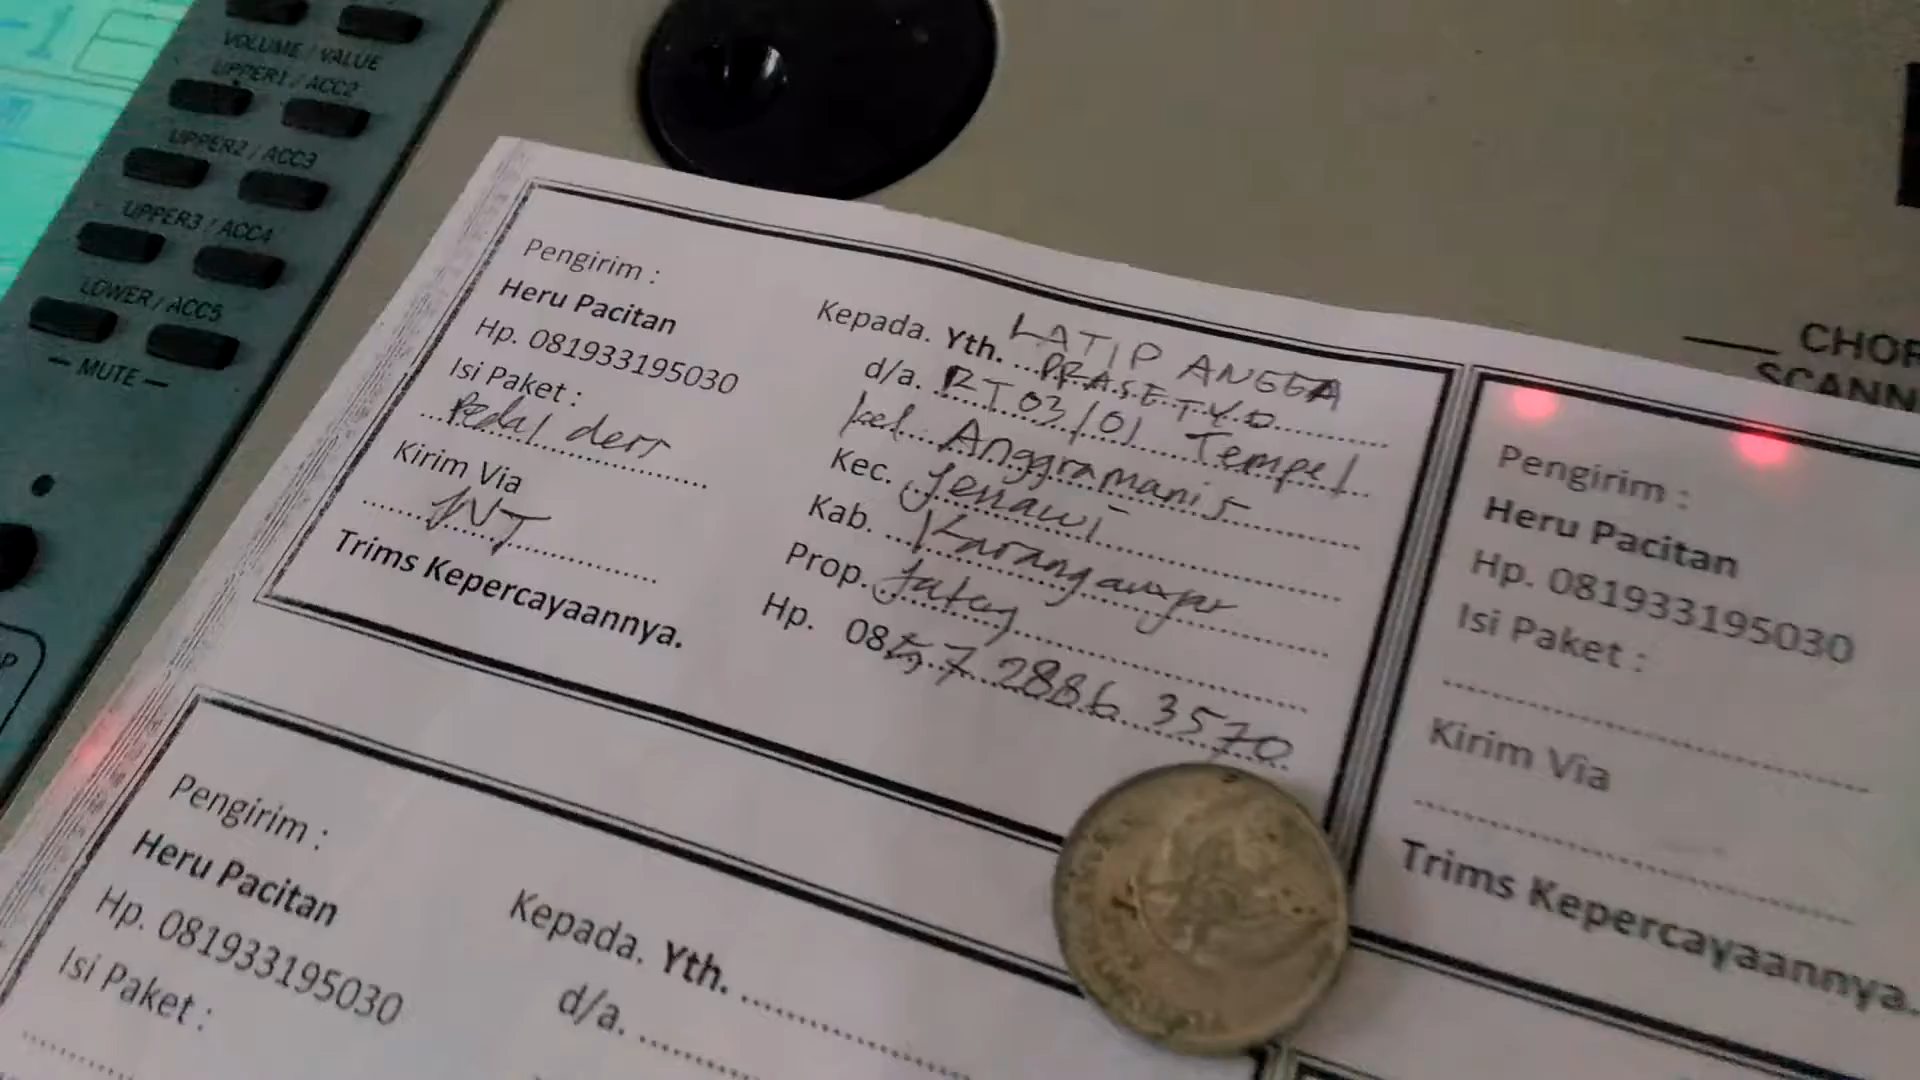 VOLUME / VALUE
UPPER1 / ACC2
UPPER2 / ACC3
UPPER3 / ACC4
LOWER / ACC5
— MUTE —
CHOR
SCANN
Pengirim :
Heru Pacitan
Hp. 081933195030
Isi Paket :
Pedal derr
Kirim Via
JNT
Trims Kepercayaannya.
Kepada. Yth. LATIP ANGGA
PRASETYO
d/a. RT 03/01 Tempel
kel. Anggramanis
Kec. Jenawi
Kab. Karanganyar
Prop. Jateng
Hp. 0857 2886 3570
Pengirim :
Heru Pacitan
Hp. 081933195030
Isi Paket :
Kirim Via
Trims Kepercayaannya.
Pengirim :
Heru Pacitan
Hp. 081933195030
Isi Paket :
Kepada. Yth.
d/a.